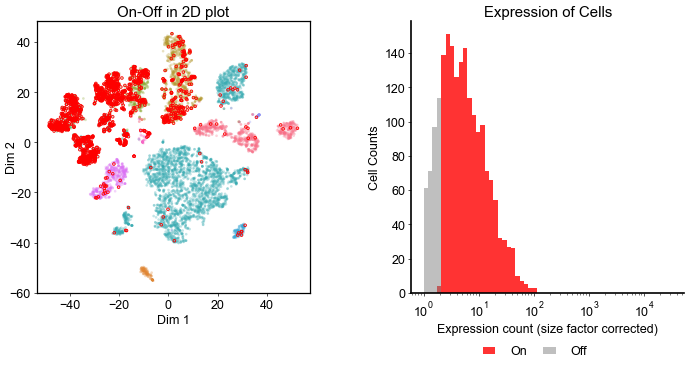 On-Off in 2D plot
40
20
0
−20
−40
−60
−40 −20 0 20 40
Dim 2
Dim 1
Expression of Cells
140
120
100
80
60
40
20
0
10^0 10^1 10^2 10^3 10^4
Cell Counts
Expression count (size factor corrected)
On Off